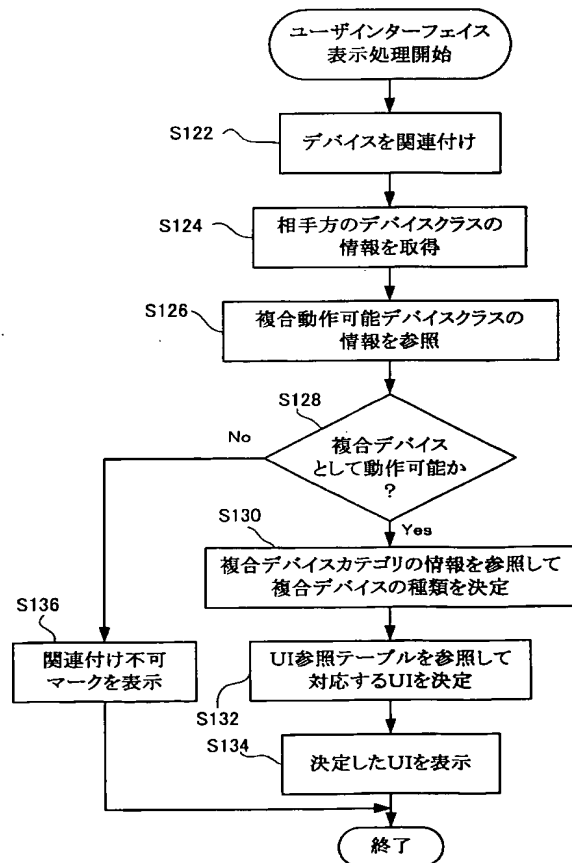 ユーザインターフェイス
表示処理開始
S122
デバイスを関連付け
S124
相手方のデバイスクラスの
情報を取得
S126
複合動作可能デバイスクラスの
情報を参照
S128
No
複合デバイス
として動作可能か
?
Yes
S130
複合デバイスカテゴリの情報を参照して
複合デバイスの種類を決定
S136
関連付け不可
マークを表示
UI参照テーブルを参照して
対応するUIを決定
S132
S134
決定したUIを表示
終了